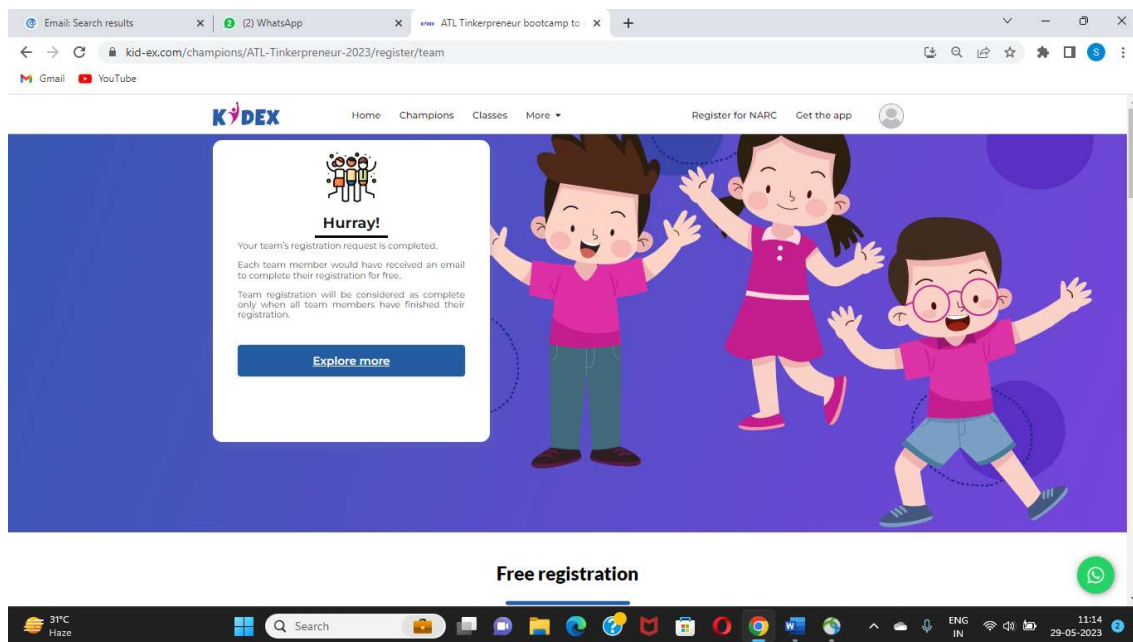 Email: Search results
(2) WhatsApp
ATL Tinkerpreneur bootcamp to
kid-ex.com/champions/ATL-Tinkerpreneur-2023/register/team
S
Gmail YouTube
KIDEX
Home Champions Classes More Register for NARC Get the app
Hurray!
Your team's registration request is completed.
Each team member would have received an email
to complete their registration for free.
Team registration will be considered as complete
only when all team members have finished their
registration.
Explore more
Free registration
31°C
Haze
Search
ENG
IN
11:14
29-05-2023
2